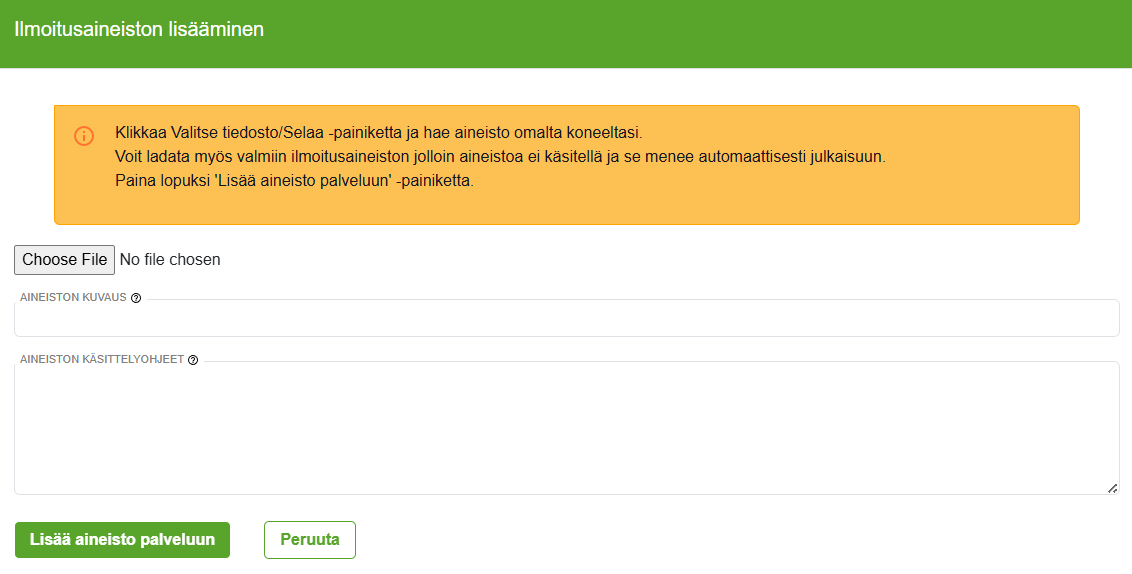 Ilmoitusaineiston lisääminen
Klikkaa Valitse tiedosto/Selaa -painiketta ja hae aineisto omalta koneeltasi.
Voit ladata myös valmiin ilmoitusaineiston jolloin aineistoa ei käsitellä ja se menee automaattisesti julkaisuun.
Paina lopuksi 'Lisää aineisto palveluun' -painiketta.
Choose File No file chosen
AINEISTON KUVAUS
AINEISTON KÄSITTELYOHJEET
Lisää aineisto palveluun Peruuta